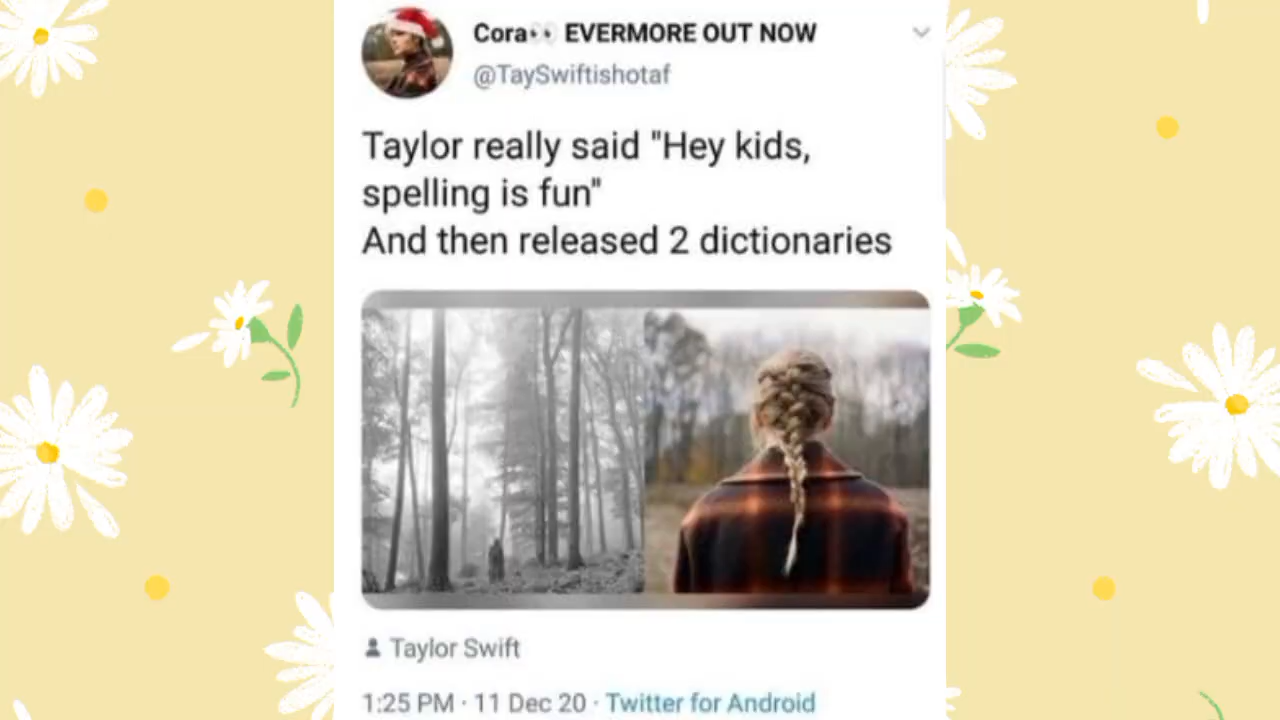 Cora👀 EVERMORE OUT NOW
@TaySwiftishotaf
Taylor really said "Hey kids,
spelling is fun"
And then released 2 dictionaries
Taylor Swift
1:25 PM · 11 Dec 20 · Twitter for Android